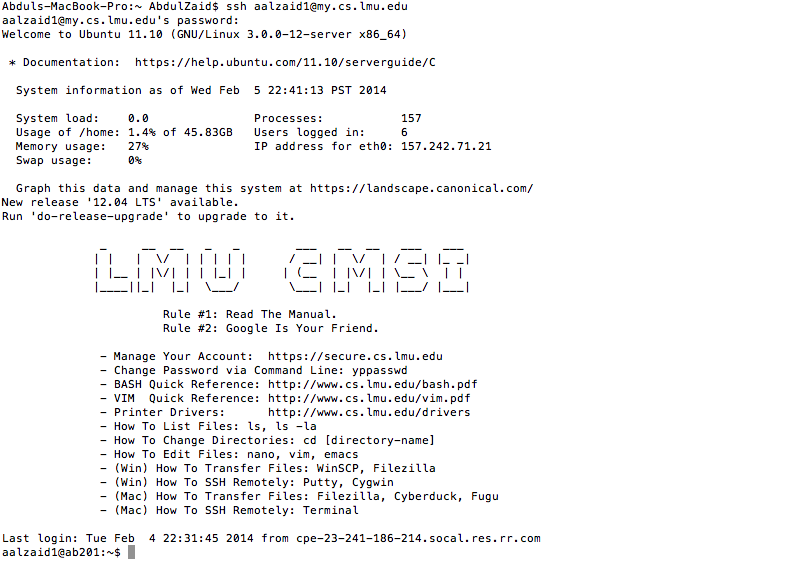 Abduls-MacBook-Pro:~ AbdulZaid$ ssh aalzaid1@my.cs.lmu.edu
aalzaid1@my.cs.lmu.edu's password:
Welcome to Ubuntu 11.10 (GNU/Linux 3.0.0-12-server x86_64)
* Documentation:  https://help.ubuntu.com/11.10/serverguide/C
System information as of Wed Feb  5 22:41:13 PST 2014
System load:    0.0               Processes:           157
Usage of /home: 1.4% of 45.83GB   Users logged in:     6
Memory usage:   27%               IP address for eth0: 157.242.71.21
Swap usage:     0%
Graph this data and manage this system at https://landscape.canonical.com/
New release '12.04 LTS' available.
Run 'do-release-upgrade' to upgrade to it.
LMU CMSI
Rule #1: Read The Manual.
Rule #2: Google Is Your Friend.
- Manage Your Account:  https://secure.cs.lmu.edu
- Change Password via Command Line: yppasswd
- BASH Quick Reference: http://www.cs.lmu.edu/bash.pdf
- VIM  Quick Reference: http://www.cs.lmu.edu/vim.pdf
- Printer Drivers:      http://www.cs.lmu.edu/drivers
- How To List Files: ls, ls -la
- How To Change Directories: cd [directory-name]
- How To Edit Files: nano, vim, emacs
- (Win) How To Transfer Files: WinSCP, Filezilla
- (Win) How To SSH Remotely: Putty, Cygwin
- (Mac) How To Transfer Files: Filezilla, Cyberduck, Fugu
- (Mac) How To SSH Remotely: Terminal
Last login: Tue Feb  4 22:31:45 2014 from cpe-23-241-186-214.socal.res.rr.com
aalzaid1@ab201:~$